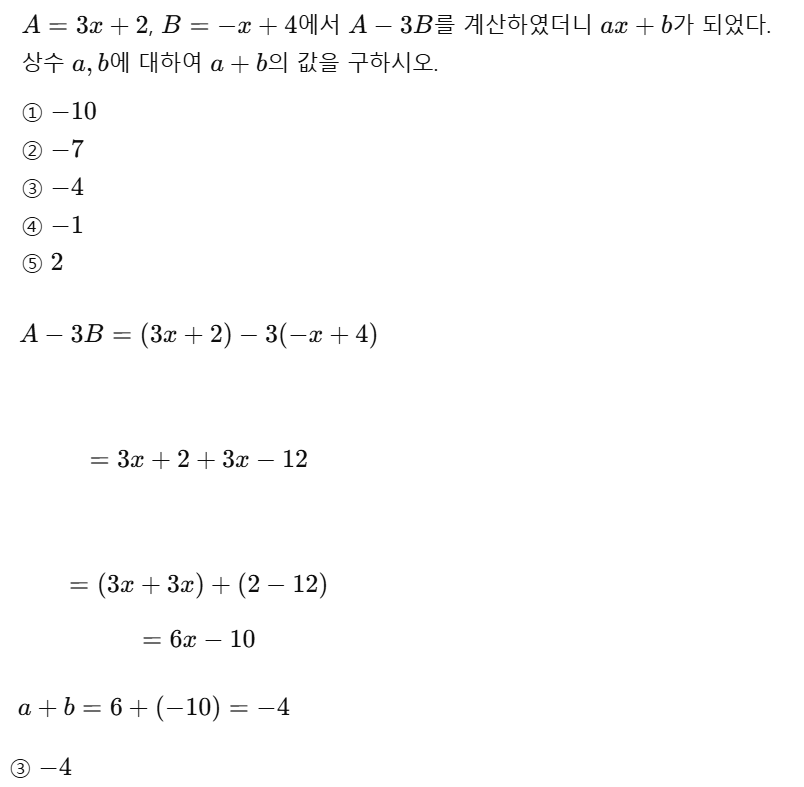 A = 3x + 2, B = −x + 4에서 A − 3B를 계산하였더니 ax + b가 되었다.
상수 a, b에 대하여 a + b의 값을 구하시오.
① −10
② −7
③ −4
④ −1
⑤ 2
A − 3B = (3x + 2) − 3(−x + 4)
= 3x + 2 + 3x − 12
= (3x + 3x) + (2 − 12)
= 6x − 10
a + b = 6 + (−10) = −4
③ −4